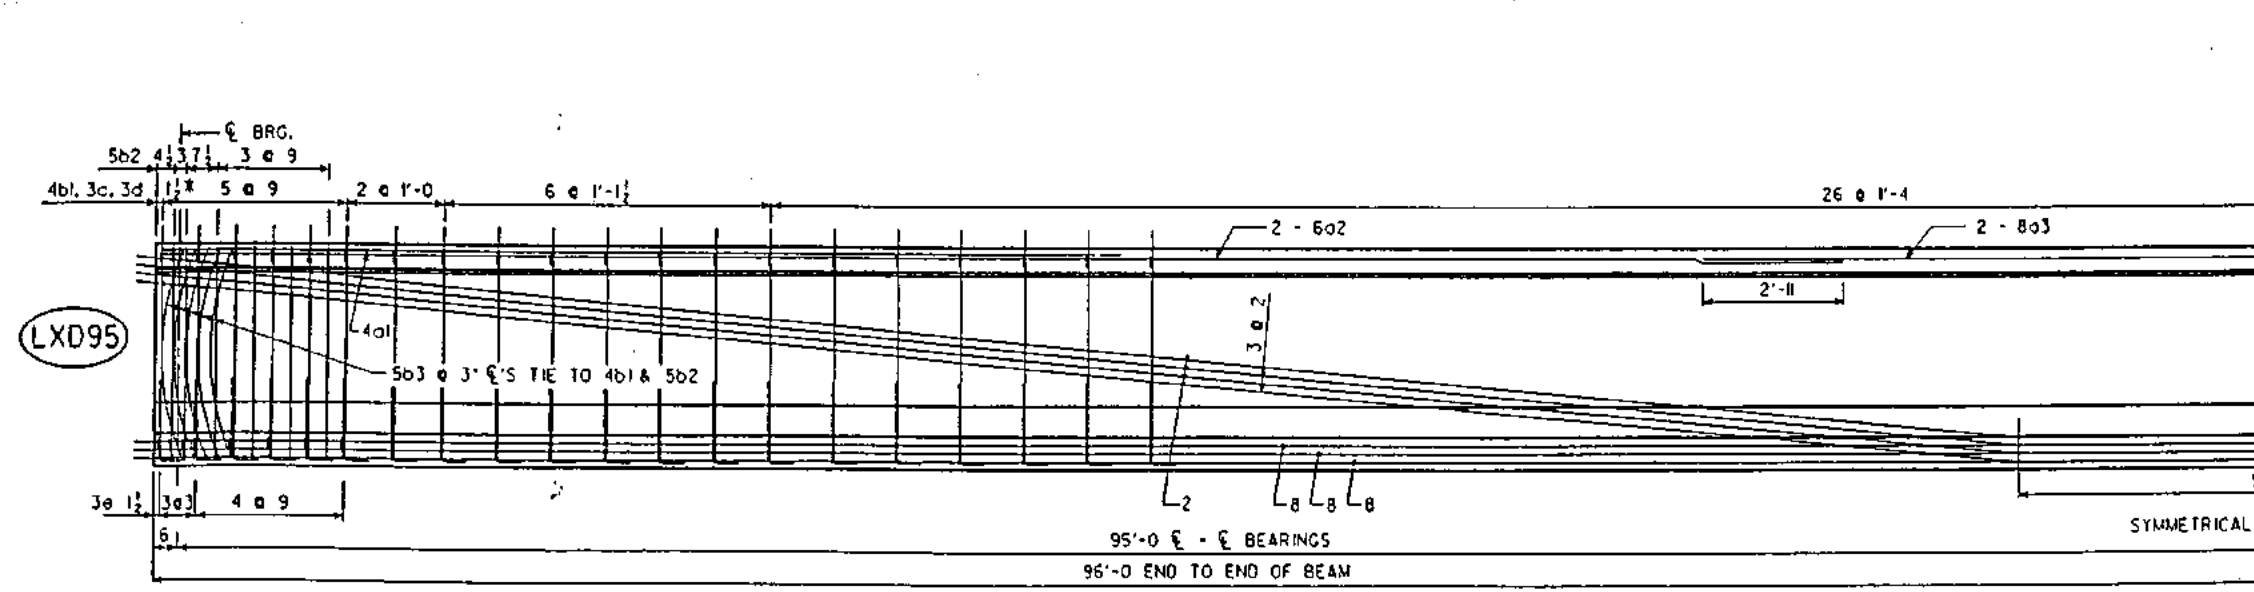 ℄ BRG.
5b2 4½ 3 7½ 3 @ 9
4b1, 3c, 3d 1½ * 5 @ 9 2 @ 1'-0 6 @ 1'-1½ 26 @ 1'-4
2 - 6a2 2 - 8a3
2'-11
3 @ 2
LXD95
4a1
5b3 @ 3" ℄'S TIE TO 4b1 & 5b2
3e 1½ 3@3 4 @ 9 2 8 8 8
SYMMETRICAL
6 95'-0 ℄ - ℄ BEARINGS
96'-0 END TO END OF BEAM